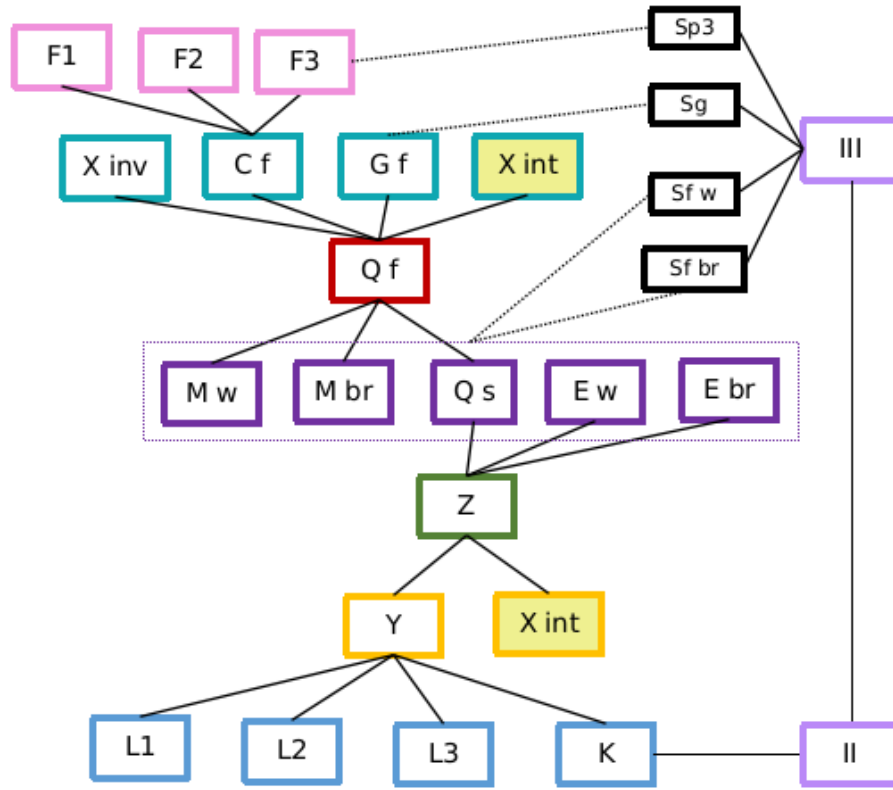 F1
F2
F3
Sp3
Sg
X inv
C f
G f
X int
III
Sf w
Q f
Sf br
M w
M br
Q s
E w
E br
Z
Y
X int
L1
L2
L3
K
II